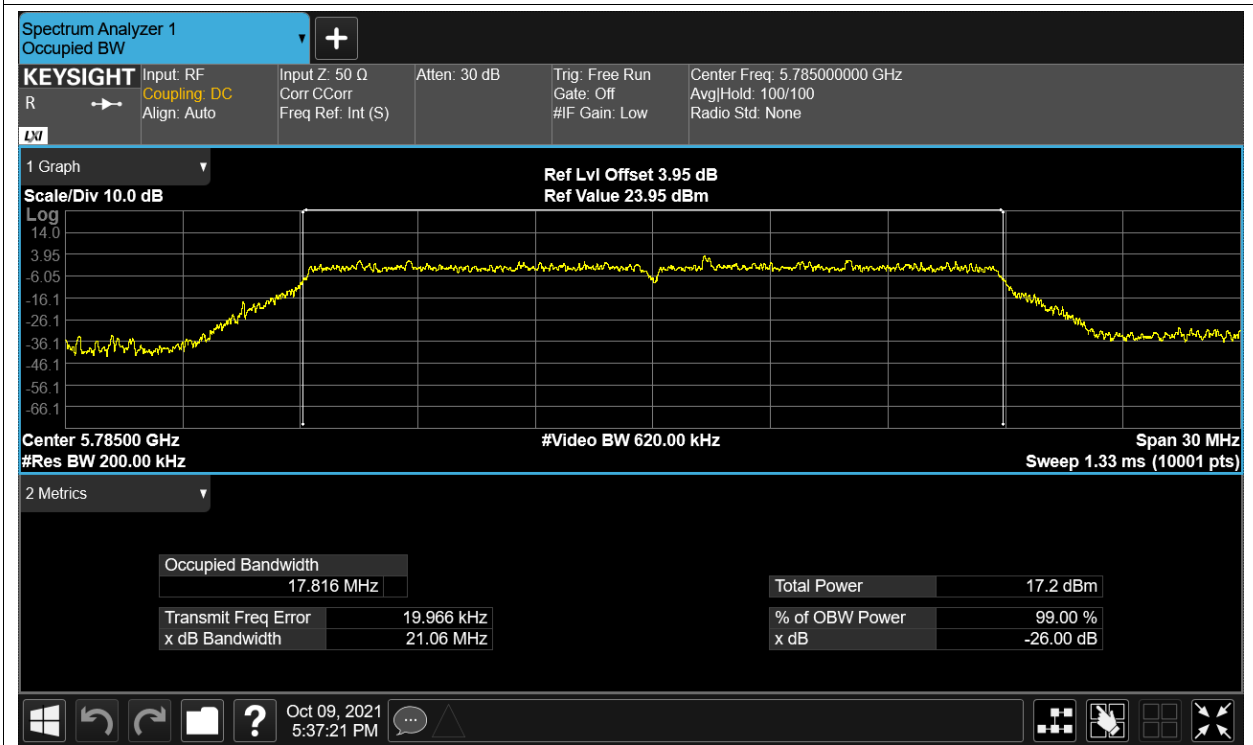 Spectrum Analyzer 1
Occupied BW
KEYSIGHT
R
LXI
Input: RF
Coupling: DC
Align: Auto
Input Z: 50 Ω
Corr CCorr
Freq Ref: Int (S)
Atten: 30 dB
Trig: Free Run
Gate: Off
#IF Gain: Low
Center Freq: 5.785000000 GHz
Avg|Hold: 100/100
Radio Std: None
1 Graph
Scale/Div 10.0 dB
Ref Lvl Offset 3.95 dB
Ref Value 23.95 dBm
Log
14.0
3.95
-6.05
-16.1
-26.1
-36.1
-46.1
-56.1
-66.1
Center 5.78500 GHz
#Video BW 620.00 kHz
Span 30 MHz
#Res BW 200.00 kHz
Sweep 1.33 ms (10001 pts)
2 Metrics
Occupied Bandwidth
17.816 MHz
Transmit Freq Error 19.966 kHz
x dB Bandwidth 21.06 MHz
Total Power 17.2 dBm
% of OBW Power 99.00 %
x dB -26.00 dB
?
Oct 09, 2021
5:37:21 PM